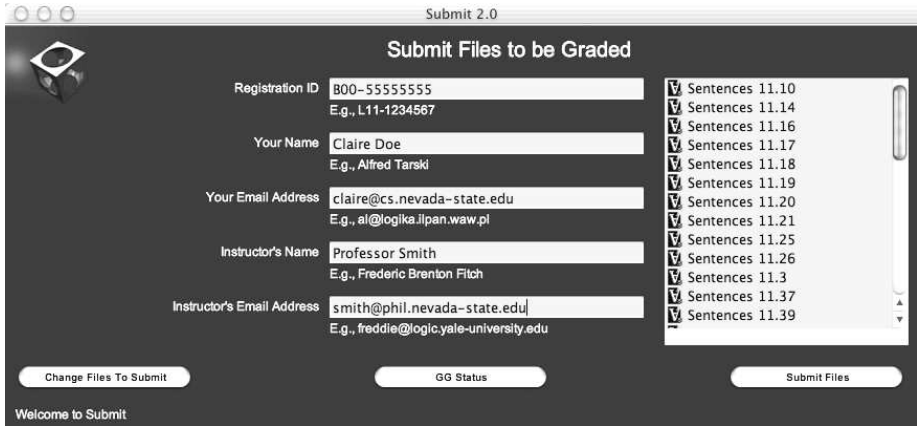 Submit 2.0
Submit Files to be Graded
Registration ID
B00-55555555
E.g., L11-1234567
Your Name
Claire Doe
E.g., Alfred Tarski
Your Email Address
claire@cs.nevada-state.edu
E.g., al@logika.ilpan.waw.pl
Instructor's Name
Professor Smith
E.g., Frederic Brenton Fitch
Instructor's Email Address
smith@phil.nevada-state.edu
E.g., freddie@logic.yale-university.edu
Sentences 11.10
Sentences 11.14
Sentences 11.16
Sentences 11.17
Sentences 11.18
Sentences 11.19
Sentences 11.20
Sentences 11.21
Sentences 11.25
Sentences 11.26
Sentences 11.3
Sentences 11.37
Sentences 11.39
Change Files To Submit
GG Status
Submit Files
Welcome to Submit